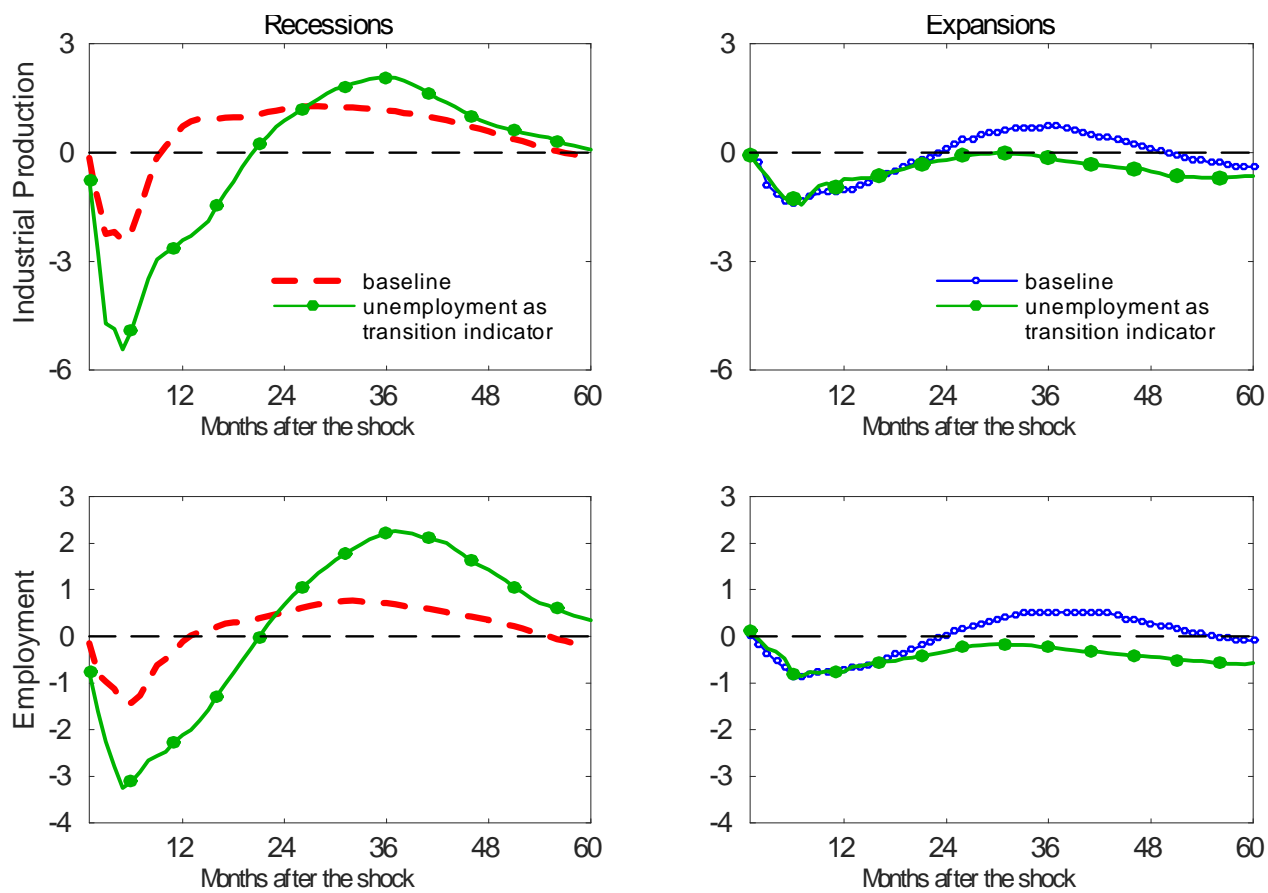 Recessions
Expansions
Industrial Production
3
0
-3
-6
baseline
unemployment as
transition indicator
12 24 36 48 60
Months after the shock
3
0
-3
-6
baseline
unemployment as
transition indicator
12 24 36 48 60
Months after the shock
Employment
3
2
1
0
-1
-2
-3
-4
12 24 36 48 60
Months after the shock
3
2
1
0
-1
-2
-3
-4
12 24 36 48 60
Months after the shock